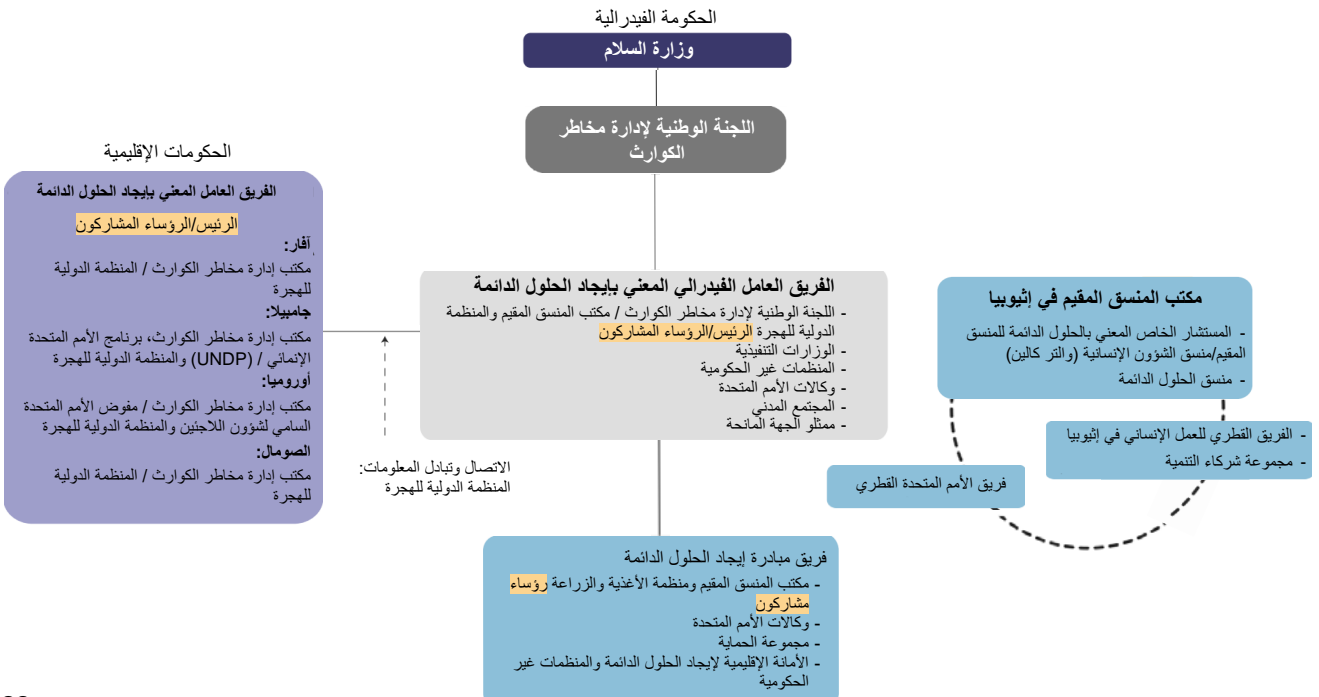 الحكومة الفيدرالية
وزارة السلام
اللجنة الوطنية لإدارة مخاطر
الكوارث
الحكومات الإقليمية
الفريق العامل المعني بإيجاد الحلول الدائمة
الرئيس/الرؤساء المشاركون
آفار:
مكتب إدارة مخاطر الكوارث / المنظمة الدولية
للهجرة
جامبيلا:
مكتب إدارة مخاطر الكوارث، برنامج الأمم المتحدة
الإنمائي / (UNDP) والمنظمة الدولية للهجرة
أوروميا:
مكتب إدارة مخاطر الكوارث / مفوض الأمم المتحدة
السامي لشؤون اللاجئين والمنظمة الدولية للهجرة
الصومال:
مكتب إدارة مخاطر الكوارث / المنظمة الدولية
للهجرة
الفريق العامل الفيدرالي المعني بإيجاد الحلول الدائمة
- اللجنة الوطنية لإدارة مخاطر الكوارث / مكتب المنسق المقيم والمنظمة
الدولية للهجرة الرئيس/الرؤساء المشاركون
- الوزارات التنفيذية
- المنظمات غير الحكومية
- وكالات الأمم المتحدة
- المجتمع المدني
- ممثلو الجهة المانحة
الاتصال وتبادل المعلومات:
المنظمة الدولية للهجرة
مكتب المنسق المقيم في إثيوبيا
- المستشار الخاص المعني بالحلول الدائمة للمنسق
المقيم/منسق الشؤون الإنسانية (والتر كالين)
- منسق الحلول الدائمة
- الفريق القطري للعمل الإنساني في إثيوبيا
- مجموعة شركاء التنمية
فريق الأمم المتحدة القطري
فريق مبادرة إيجاد الحلول الدائمة
- مكتب المنسق المقيم ومنظمة الأغذية والزراعة رؤساء
مشاركون
- وكالات الأمم المتحدة
- مجموعة الحماية
- الأمانة الإقليمية لإيجاد الحلول الدائمة والمنظمات غير
الحكومية